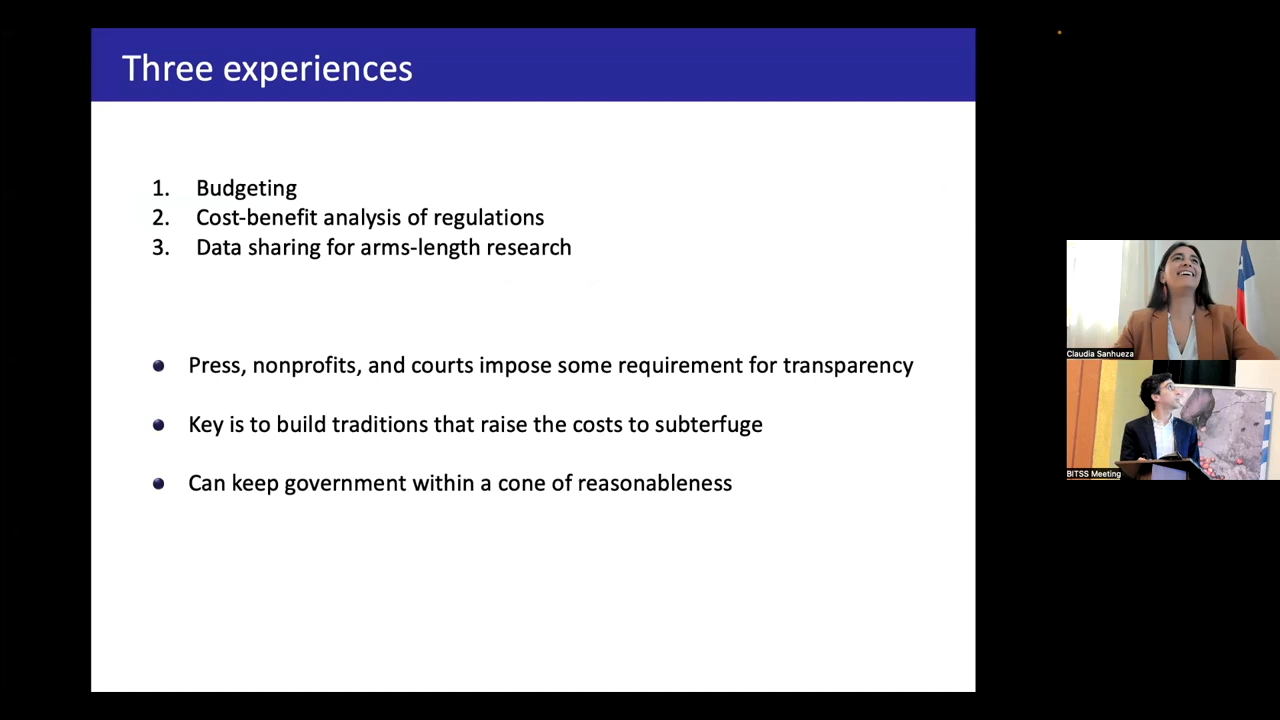 Three experiences
1. Budgeting
2. Cost-benefit analysis of regulations
3. Data sharing for arms-length research
Press, nonprofits, and courts impose some requirement for transparency
Key is to build traditions that raise the costs to subterfuge
Can keep government within a cone of reasonableness
Claudia Sanhueza
BITSS Meeting